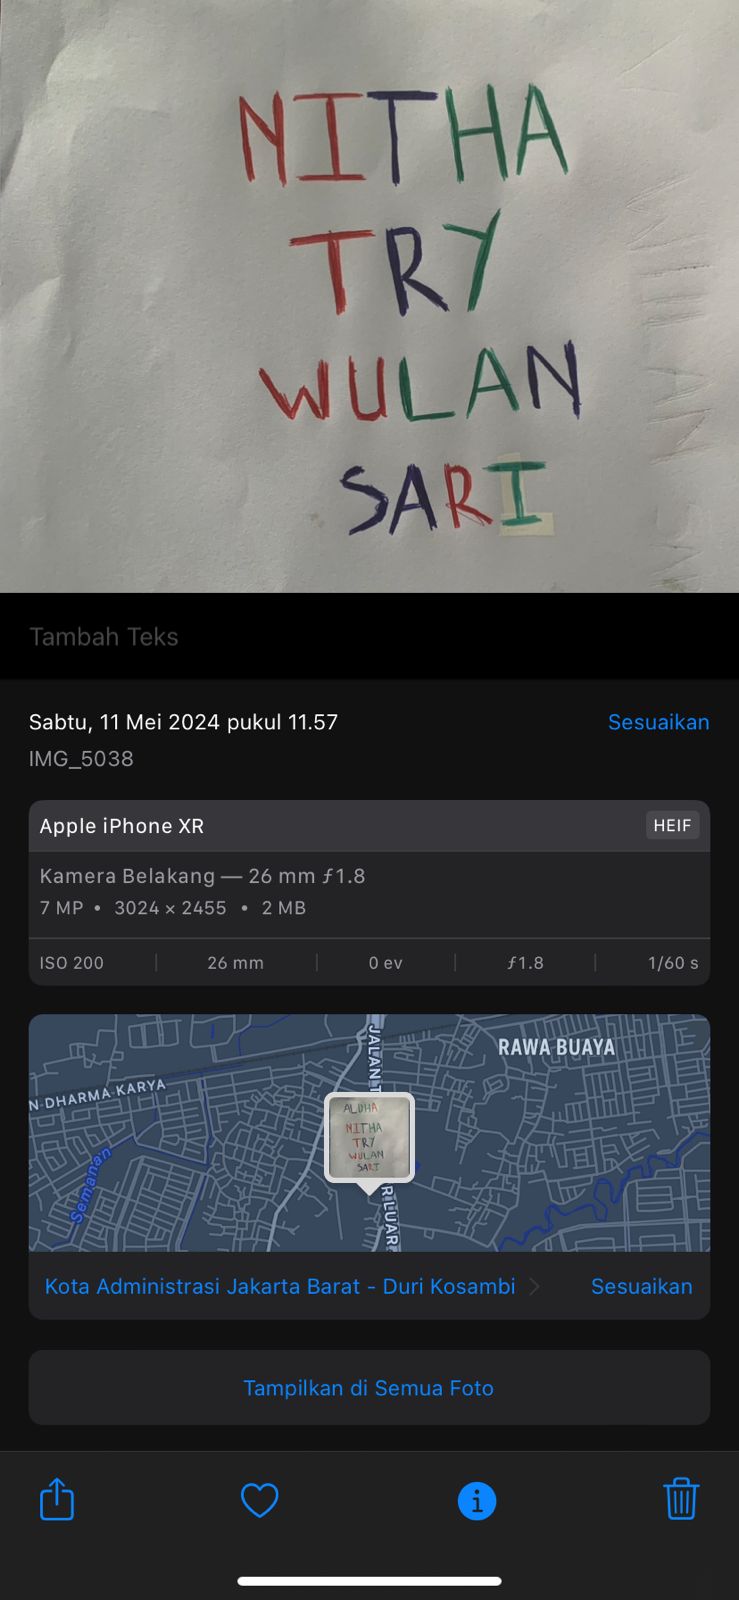 NITHA
TRY
WULAN
SARI
Tambah Teks
Sabtu, 11 Mei 2024 pukul 11.57
Sesuaikan
IMG_5038
Apple iPhone XR
HEIF
Kamera Belakang — 26 mm ƒ1.8
7 MP • 3024 × 2455 • 2 MB
ISO 200
26 mm
0 ev
ƒ1.8
1/60 s
JALAN T
RAWA BUAYA
N DHARMA KARYA
ALDHA
NITHA
TRY
WULAN
SARI
Semanan
R LUAR
Kota Administrasi Jakarta Barat - Duri Kosambi
Sesuaikan
Tampilkan di Semua Foto